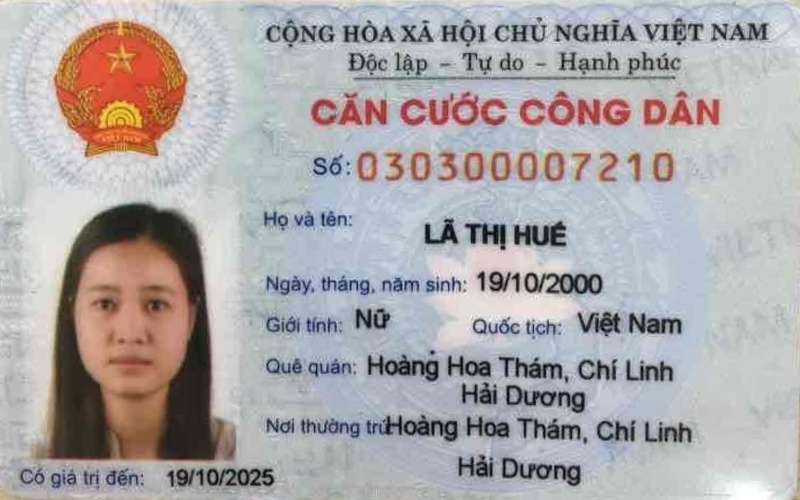 CỘNG HÒA XÃ HỘI CHỦ NGHĨA VIỆT NAM
Độc lập - Tự do - Hạnh phúc
CĂN CƯỚC CÔNG DÂN
Số: 030300007210
Họ và tên: LÃ THỊ HUÉ
Ngày, tháng, năm sinh: 19/10/2000
Giới tính: Nữ Quốc tịch: Việt Nam
Quê quán: Hoàng Hoa Thám, Chí Linh
Hải Dương
Nơi thường trú: Hoàng Hoa Thám, Chí Linh
Hải Dương
Có giá trị đến: 19/10/2025